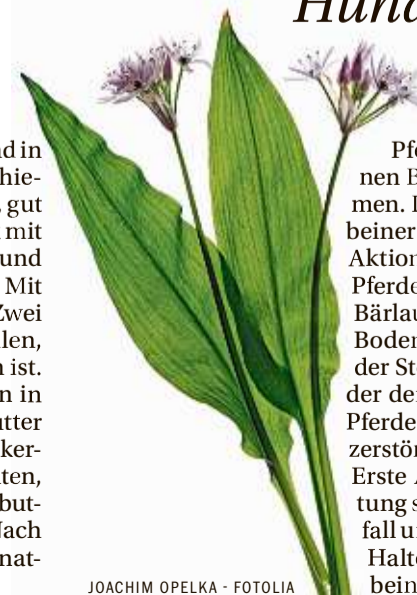 Hund
nd in
hie-
gut
mit
und
Mit
Zwei
len,
n ist.
n in
utter
ker-
ten,
but-
Nach
nat-
Pfe
nen B
men. D
beiner
Aktion
Pferde
Bärlau
Boden
der St
der de
Pferde
zerstör
Erste A
tung s
fall u
Halte
bein
JOACHIM OPELKA - FOTOLIA